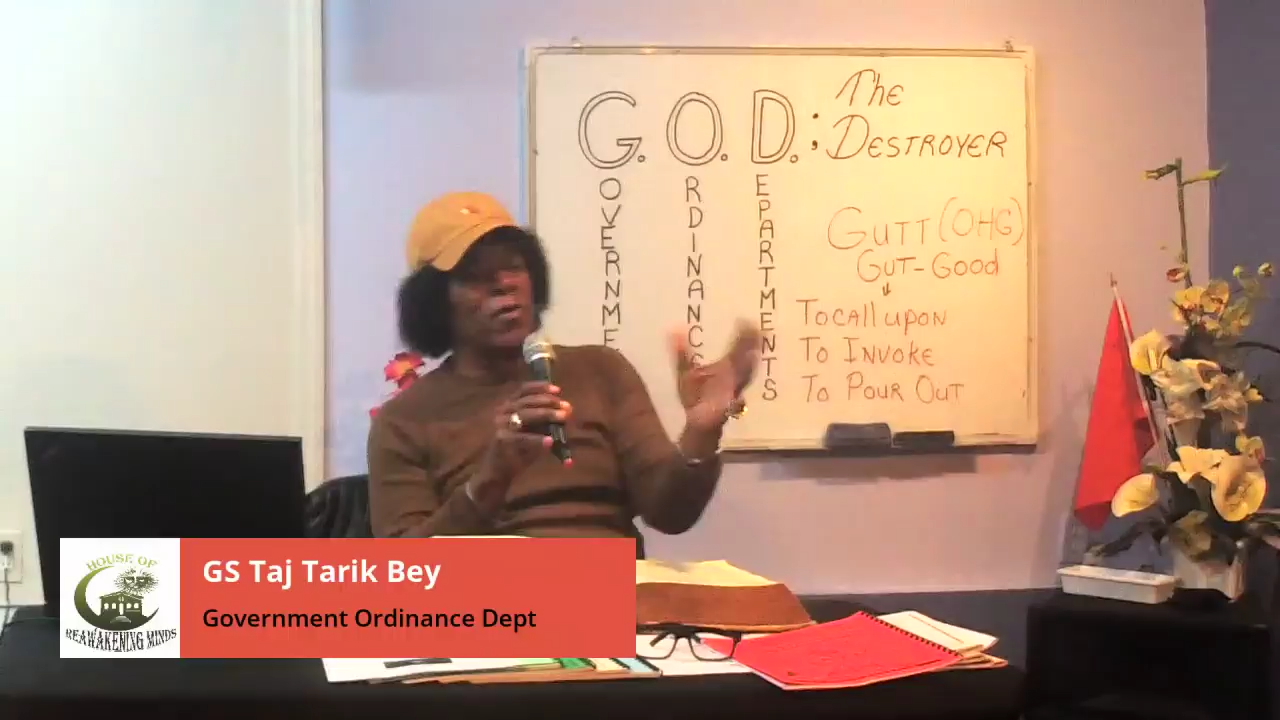 G. O. D. : The
DESTROYER
OVERNME
RDINANCE
EPARTMENTS
GUTT (OHG)
GUT-GOOD
TO CALL UPON
TO INVOKE
TO POUR OUT
HOUSE OF
REAWAKENING MINDS
GS Taj Tarik Bey
Government Ordinance Dept